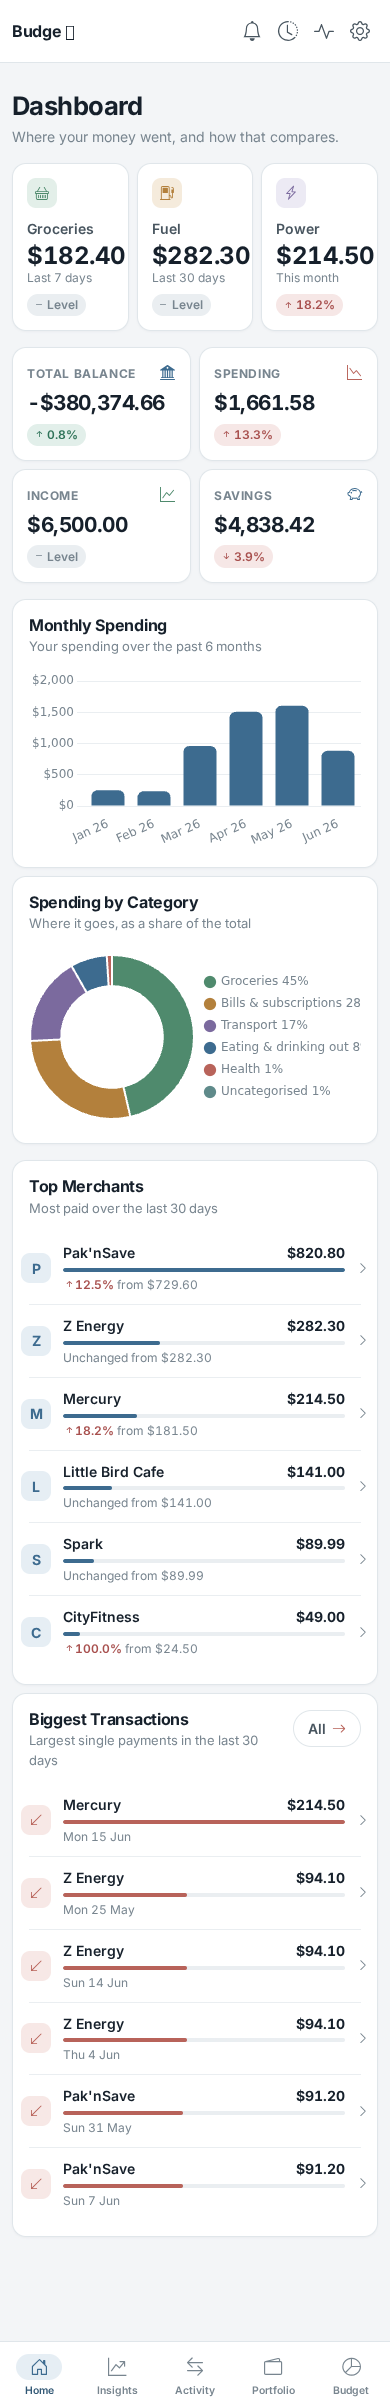 Budge
Dashboard
Where your money went, and how that compares.
Groceries
$182.40
Last 7 days
– Level
Fuel
$282.30
Last 30 days
– Level
Power
$214.50
This month
↑ 18.2%
TOTAL BALANCE
-$380,374.66
↑ 0.8%
SPENDING
$1,661.58
↑ 13.3%
INCOME
$6,500.00
– Level
SAVINGS
$4,838.42
↓ 3.9%
Monthly Spending
Your spending over the past 6 months
$2,000
$1,500
$1,000
$500
$0
Jan 26 Feb 26 Mar 26 Apr 26 May 26 Jun 26
Spending by Category
Where it goes, as a share of the total
Groceries 45%
Bills & subscriptions 28
Transport 17%
Eating & drinking out 8
Health 1%
Uncategorised 1%
Top Merchants
Most paid over the last 30 days
P Pak'nSave $820.80
↑ 12.5% from $729.60
Z Z Energy $282.30
Unchanged from $282.30
M Mercury $214.50
↑ 18.2% from $181.50
L Little Bird Cafe $141.00
Unchanged from $141.00
S Spark $89.99
Unchanged from $89.99
C CityFitness $49.00
↑ 100.0% from $24.50
Biggest Transactions
All →
Largest single payments in the last 30
days
Mercury $214.50
Mon 15 Jun
Z Energy $94.10
Mon 25 May
Z Energy $94.10
Sun 14 Jun
Z Energy $94.10
Thu 4 Jun
Pak'nSave $91.20
Sun 31 May
Pak'nSave $91.20
Sun 7 Jun
Home Insights Activity Portfolio Budget